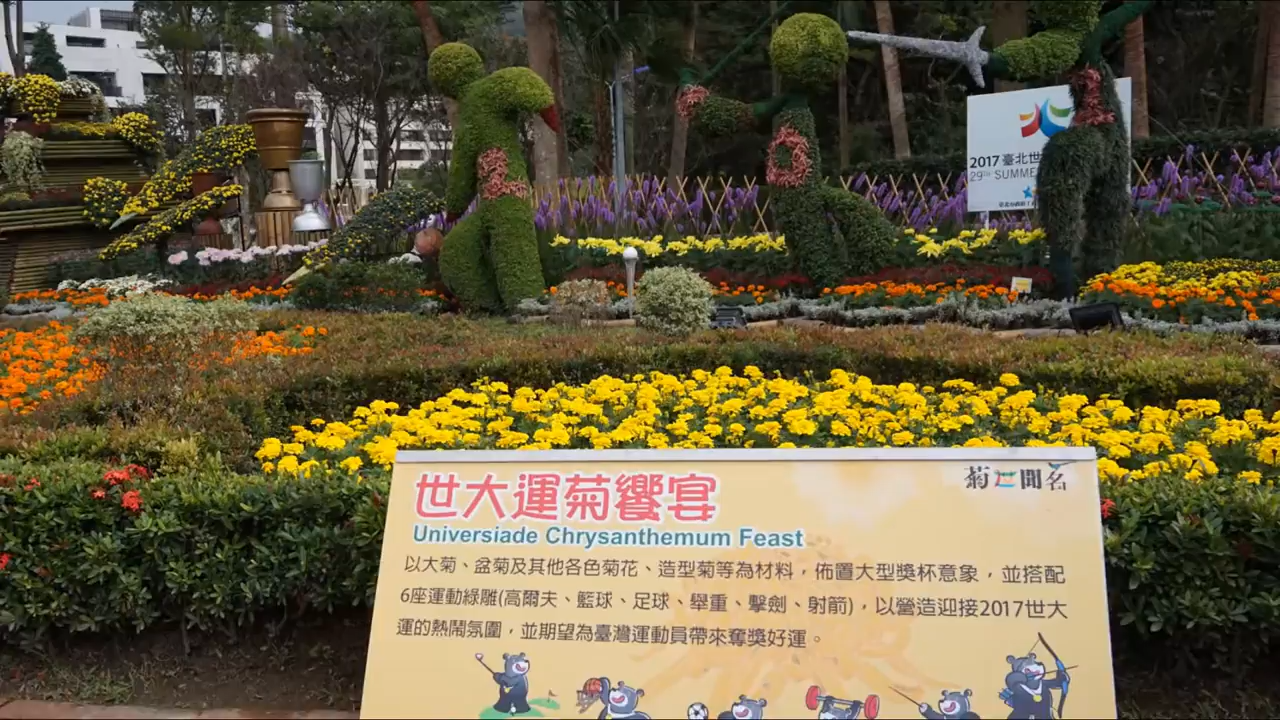 2017 臺北世
29TH SUMME
世大運菊饗宴
菊 聞名
Universiade Chrysanthemum Feast
以大菊、盆菊及其他各色菊花、造型菊等為材料，佈置大型獎杯意象，並搭配
6座運動綠雕(高爾夫、籃球、足球、舉重、擊劍、射箭)，以營造迎接2017世大
運的熱鬧氛圍，並期望為臺灣運動員帶來奪獎好運。